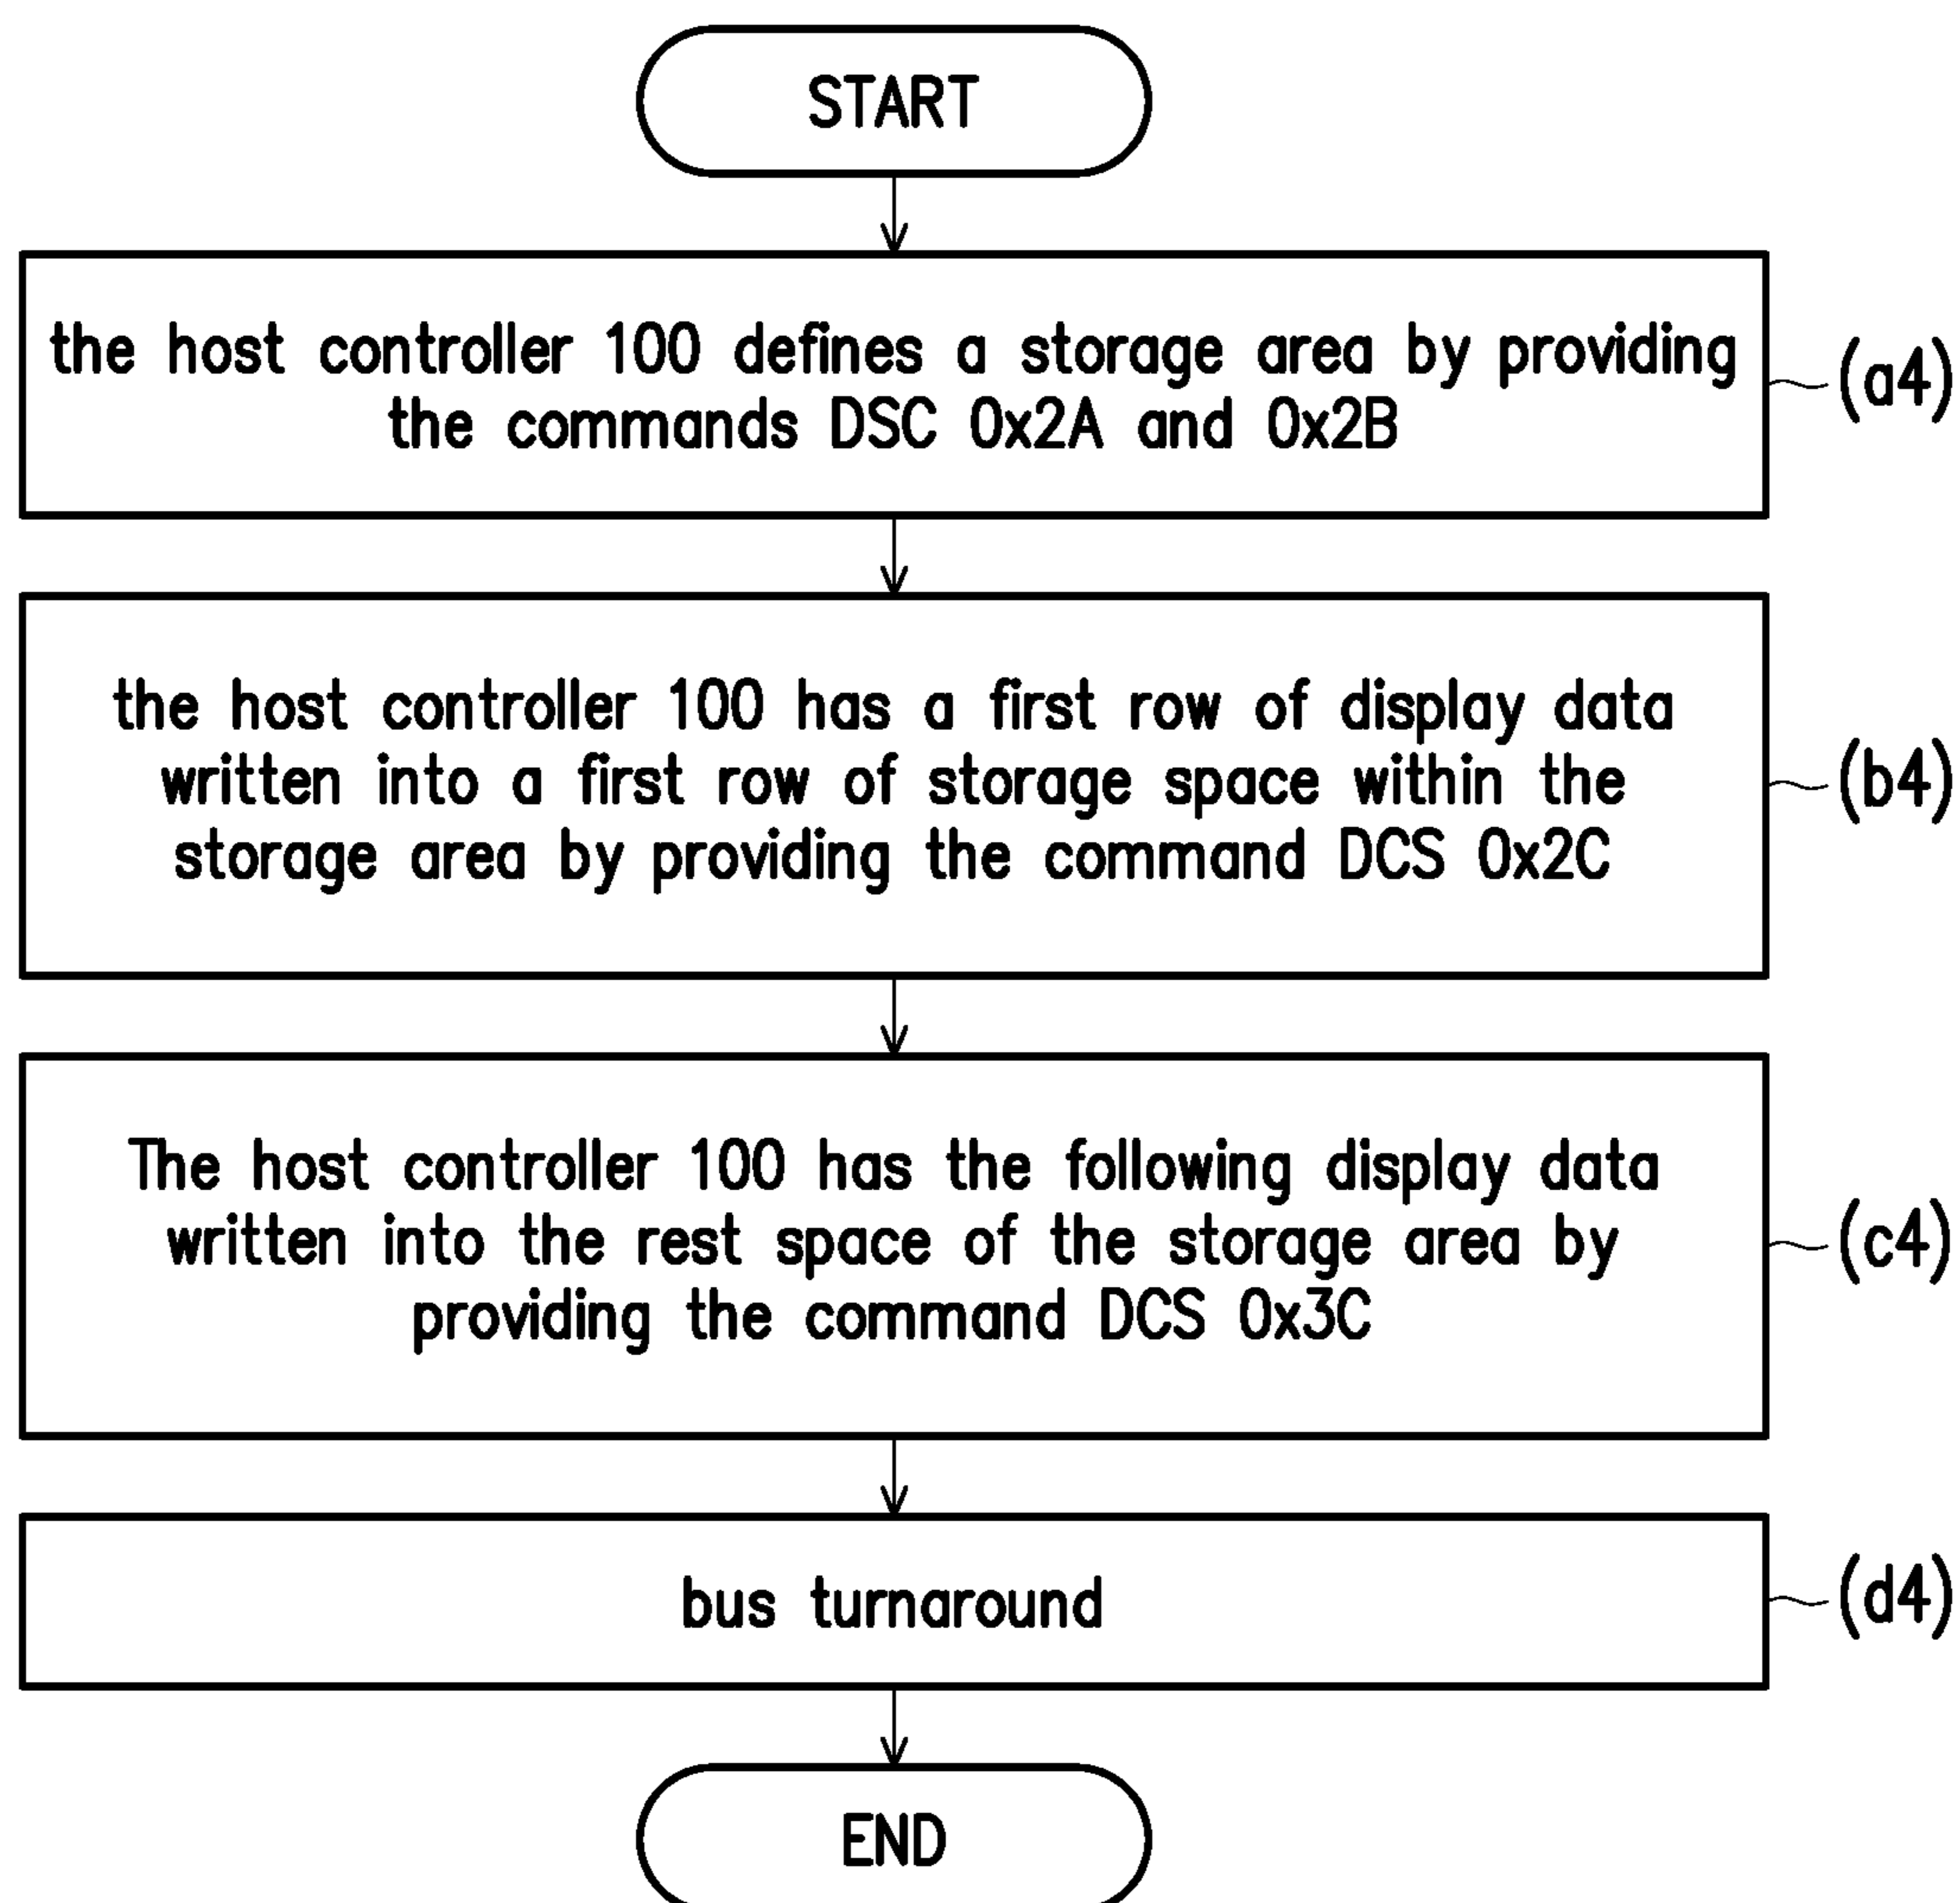 START
the host controller 100 defines a storage area by providing
the commands DSC 0x2A and 0x2B
(a4)
the host controller 100 has a first row of display data
written into a first row of storage space within the
storage area by providing the command DCS 0x2C
(b4)
The host controller 100 has the following display data
written into the rest space of the storage area by
providing the command DCS 0x3C
(c4)
bus turnaround
(d4)
END